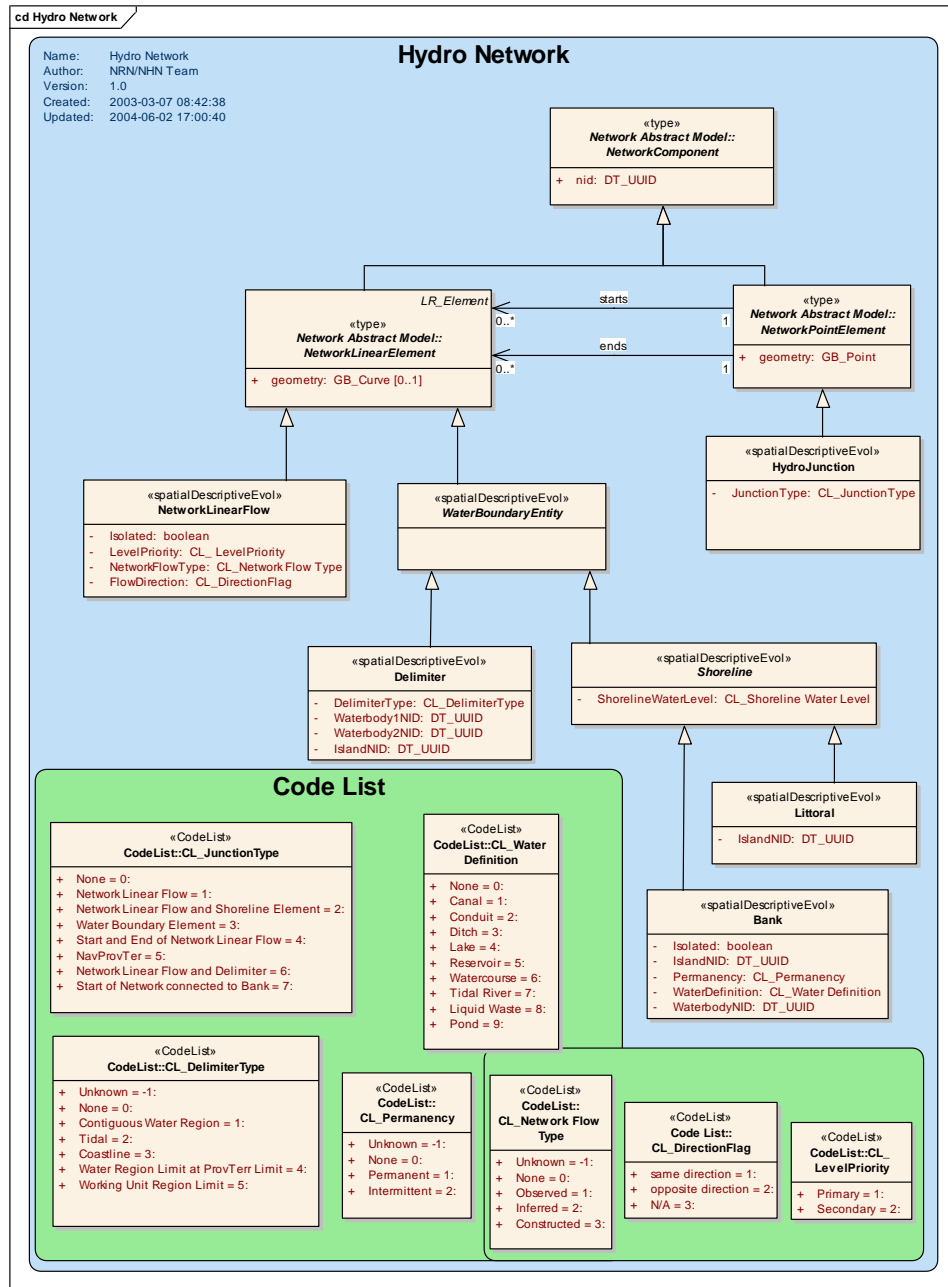 cd Hydro Network
Hydro Network
Name: Hydro Network
Author: NRN/NHN Team
Version: 1.0
Created: 2003-03-07 08:42:38
Updated: 2004-06-02 17:00:40
«type»
Network Abstract Model::
NetworkComponent
+ nid: DT_UUID
LR_Element
«type»
Network Abstract Model::
NetworkLinearElement
+ geometry: GB_Curve [0..1]
starts
0..*
1
ends
0..*
1
«type»
Network Abstract Model::
NetworkPointElement
+ geometry: GB_Point
«spatialDescriptiveEvol»
HydroJunction
- JunctionType: CL_JunctionType
«spatialDescriptiveEvol»
NetworkLinearFlow
- Isolated: boolean
- LevelPriority: CL_ LevelPriority
- NetworkFlowType: CL_Network Flow Type
- FlowDirection: CL_DirectionFlag
«spatialDescriptiveEvol»
WaterBoundaryEntity
«spatialDescriptiveEvol»
Delimiter
- DelimiterType: CL_DelimiterType
- Waterbody1NID: DT_UUID
- Waterbody2NID: DT_UUID
- IslandNID: DT_UUID
«spatialDescriptiveEvol»
Shoreline
- ShorelineWaterLevel: CL_Shoreline Water Level
«spatialDescriptiveEvol»
Littoral
- IslandNID: DT_UUID
«spatialDescriptiveEvol»
Bank
- Isolated: boolean
- IslandNID: DT_UUID
- Permanency: CL_Permanency
- WaterDefinition: CL_Water Definition
- WaterbodyNID: DT_UUID
Code List
«CodeList»
CodeList::CL_JunctionType
+ None = 0:
+ Network Linear Flow = 1:
+ Network Linear Flow and Shoreline Element = 2:
+ Water Boundary Element = 3:
+ Start and End of Network Linear Flow = 4:
+ NavProvTer = 5:
+ Network Linear Flow and Delimiter = 6:
+ Start of Network connected to Bank = 7:
«CodeList»
CodeList::CL_Water
Definition
+ None = 0:
+ Canal = 1:
+ Conduit = 2:
+ Ditch = 3:
+ Lake = 4:
+ Reservoir = 5:
+ Watercourse = 6:
+ Tidal River = 7:
+ Liquid Waste = 8:
+ Pond = 9:
«CodeList»
CodeList::CL_DelimiterType
+ Unknown = -1:
+ None = 0:
+ Contiguous Water Region = 1:
+ Tidal = 2:
+ Coastline = 3:
+ Water Region Limit at ProvTerr Limit = 4:
+ Working Unit Region Limit = 5:
«CodeList»
CodeList::
CL_Permanency
+ Unknown = -1:
+ None = 0:
+ Permanent = 1:
+ Intermittent = 2:
«CodeList»
CodeList::
CL_Network Flow
Type
+ Unknown = -1:
+ None = 0:
+ Observed = 1:
+ Inferred = 2:
+ Constructed = 3:
«CodeList»
Code List::
CL_DirectionFlag
+ same direction = 1:
+ opposite direction = 2:
+ N/A = 3:
«CodeList»
CodeList::CL_
LevelPriority
+ Primary = 1:
+ Secondary = 2: